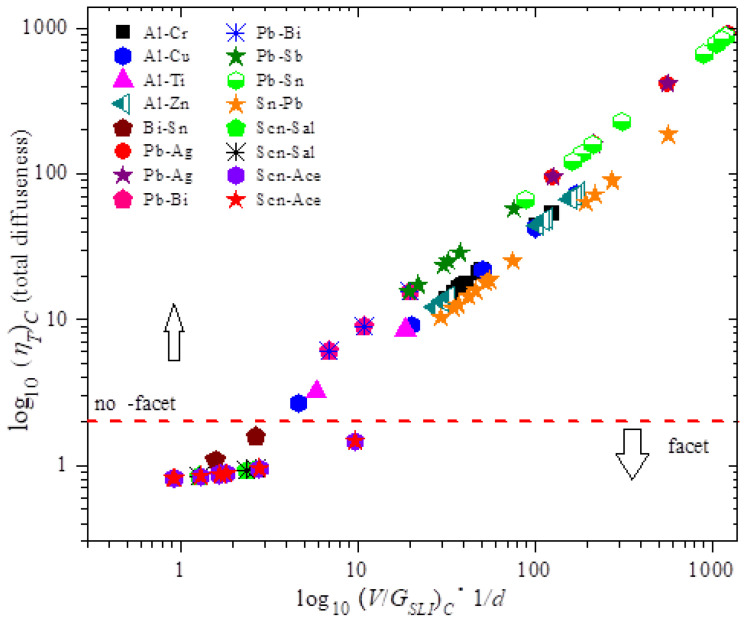 1000
100
10
1
log10 (ηT)C (total diffuseness)
Al-Cr
Al-Cu
Al-Ti
Al-Zn
Bi-Sn
Pb-Ag
Pb-Ag
Pb-Bi
Pb-Bi
Pb-Sb
Pb-Sn
Sn-Pb
Scn-Sal
Scn-Sal
Scn-Ace
Scn-Ace
no -facet
facet
1
10
100
1000
log10 (V/GSLI)C* 1/d